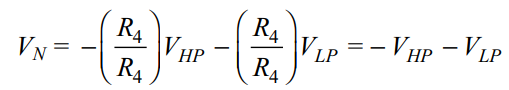 V_N = -(R_4/R_4)V_HP - (R_4/R_4)V_LP = - V_HP - V_LP